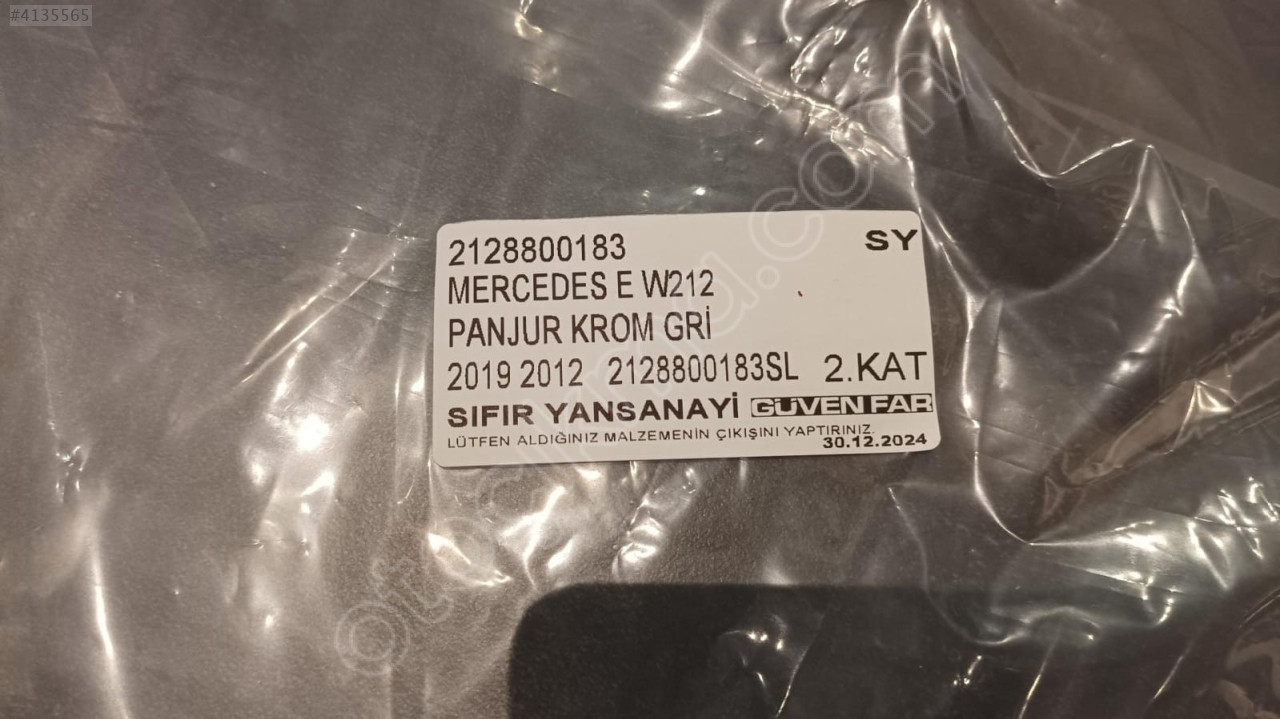 #4135565
2128800183 SY
MERCEDES E W212
PANJUR KROM GRİ
2019 2012 2128800183SL 2.KAT
SIFIR YANSANAYİ GÜVEN FAR
LÜTFEN ALDIĞINIZ MALZEMENİN ÇIKIŞINI YAPTIRINIZ.
30.12.2024